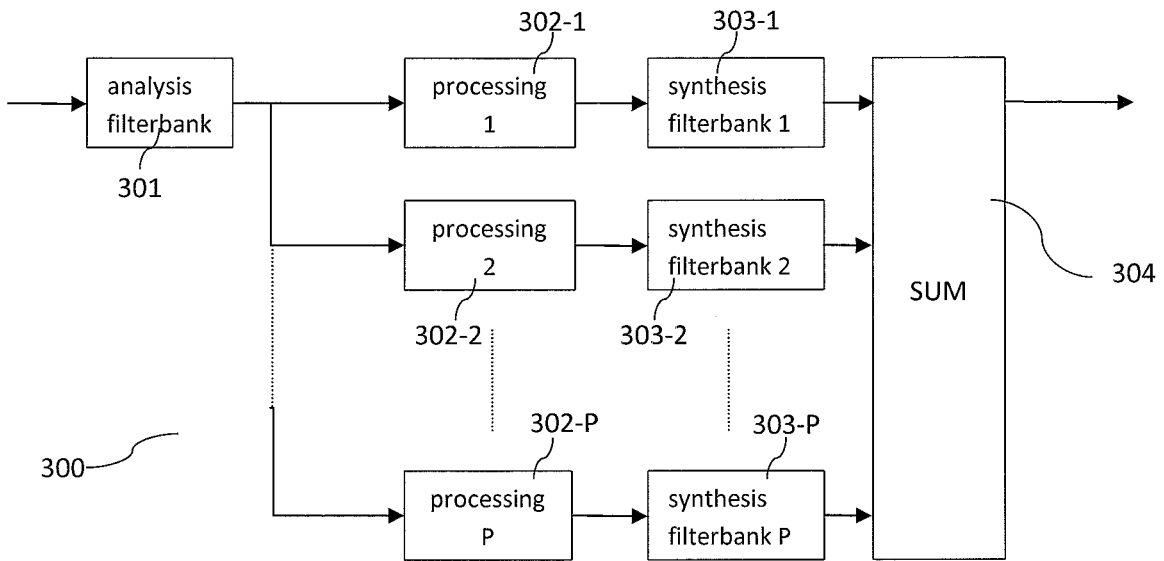 302-1
303-1
analysis
filterbank
301
processing
1
synthesis
filterbank 1
processing
2
302-2
synthesis
filterbank 2
303-2
SUM
304
300
302-P
303-P
processing
P
synthesis
filterbank P